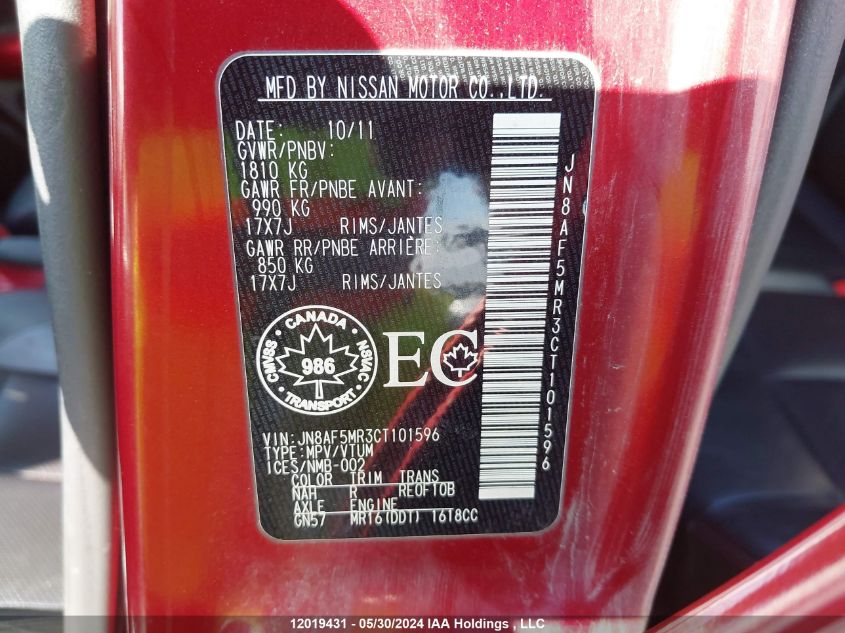 MFD BY NISSAN MOTOR CO.,LTD.
DATE: 10/11
GVWR/PNBV:
1810 KG
GAWR FR/PNBE AVANT:
990 KG
17X7J RIMS/JANTES
GAWR RR/PNBE ARRIÈRE:
850 KG
17X7J RIMS/JANTES
CANADA
CMVSS 986 NSVAC
TRANSPORT
EC
VIN:JN8AF5MR3CT101596
TYPE:MPV/VTUM
ICES/NMB-002
COLOR TRIM TRANS
NAH R RE0F10B
AXLE ENGINE
GN57 MR16(DDT) 1618CC
JN8AF5MR3CT101596
12019431 - 05/30/2024 IAA Holdings , LLC